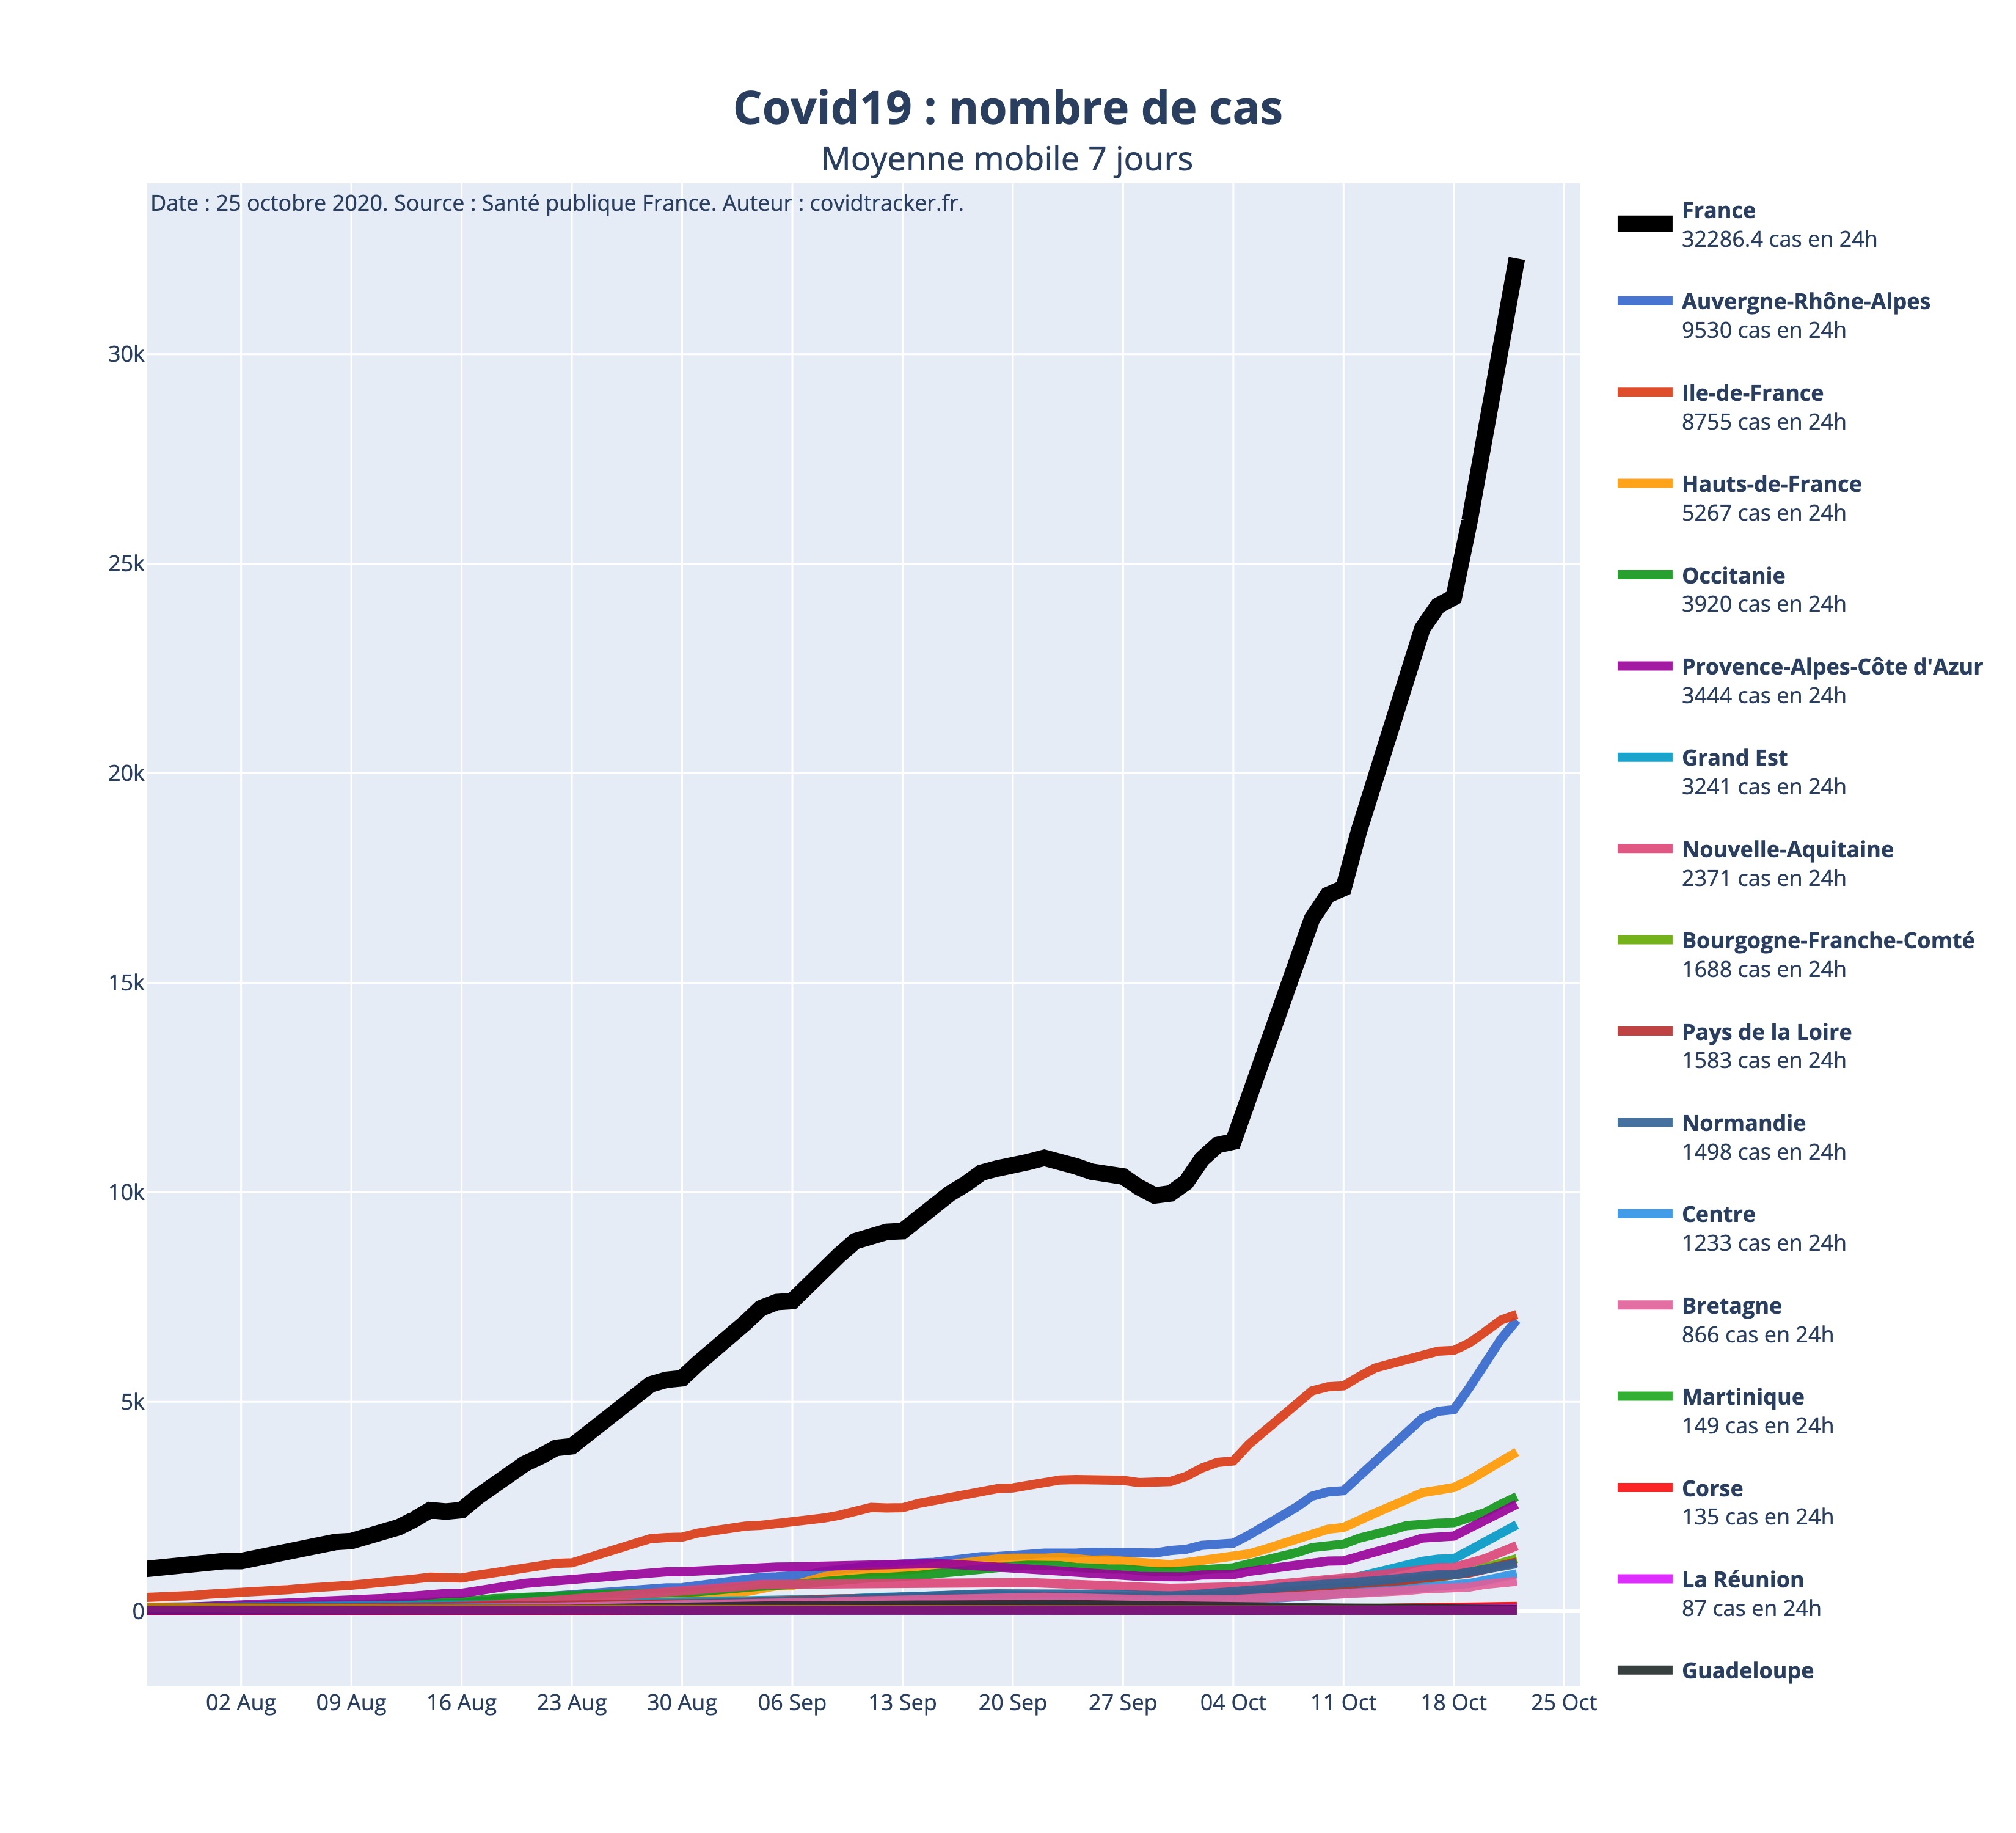 Covid19 : nombre de cas
Moyenne mobile 7 jours
Date : 25 octobre 2020. Source : Santé publique France. Auteur : covidtracker.fr.
30k
25k
20k
15k
10k
5k
0
02 Aug
09 Aug
16 Aug
23 Aug
30 Aug
06 Sep
13 Sep
20 Sep
27 Sep
04 Oct
11 Oct
18 Oct
25 Oct
France
32286.4 cas en 24h
Auvergne-Rhône-Alpes
9530 cas en 24h
Ile-de-France
8755 cas en 24h
Hauts-de-France
5267 cas en 24h
Occitanie
3920 cas en 24h
Provence-Alpes-Côte d'Azur
3444 cas en 24h
Grand Est
3241 cas en 24h
Nouvelle-Aquitaine
2371 cas en 24h
Bourgogne-Franche-Comté
1688 cas en 24h
Pays de la Loire
1583 cas en 24h
Normandie
1498 cas en 24h
Centre
1233 cas en 24h
Bretagne
866 cas en 24h
Martinique
149 cas en 24h
Corse
135 cas en 24h
La Réunion
87 cas en 24h
Guadeloupe